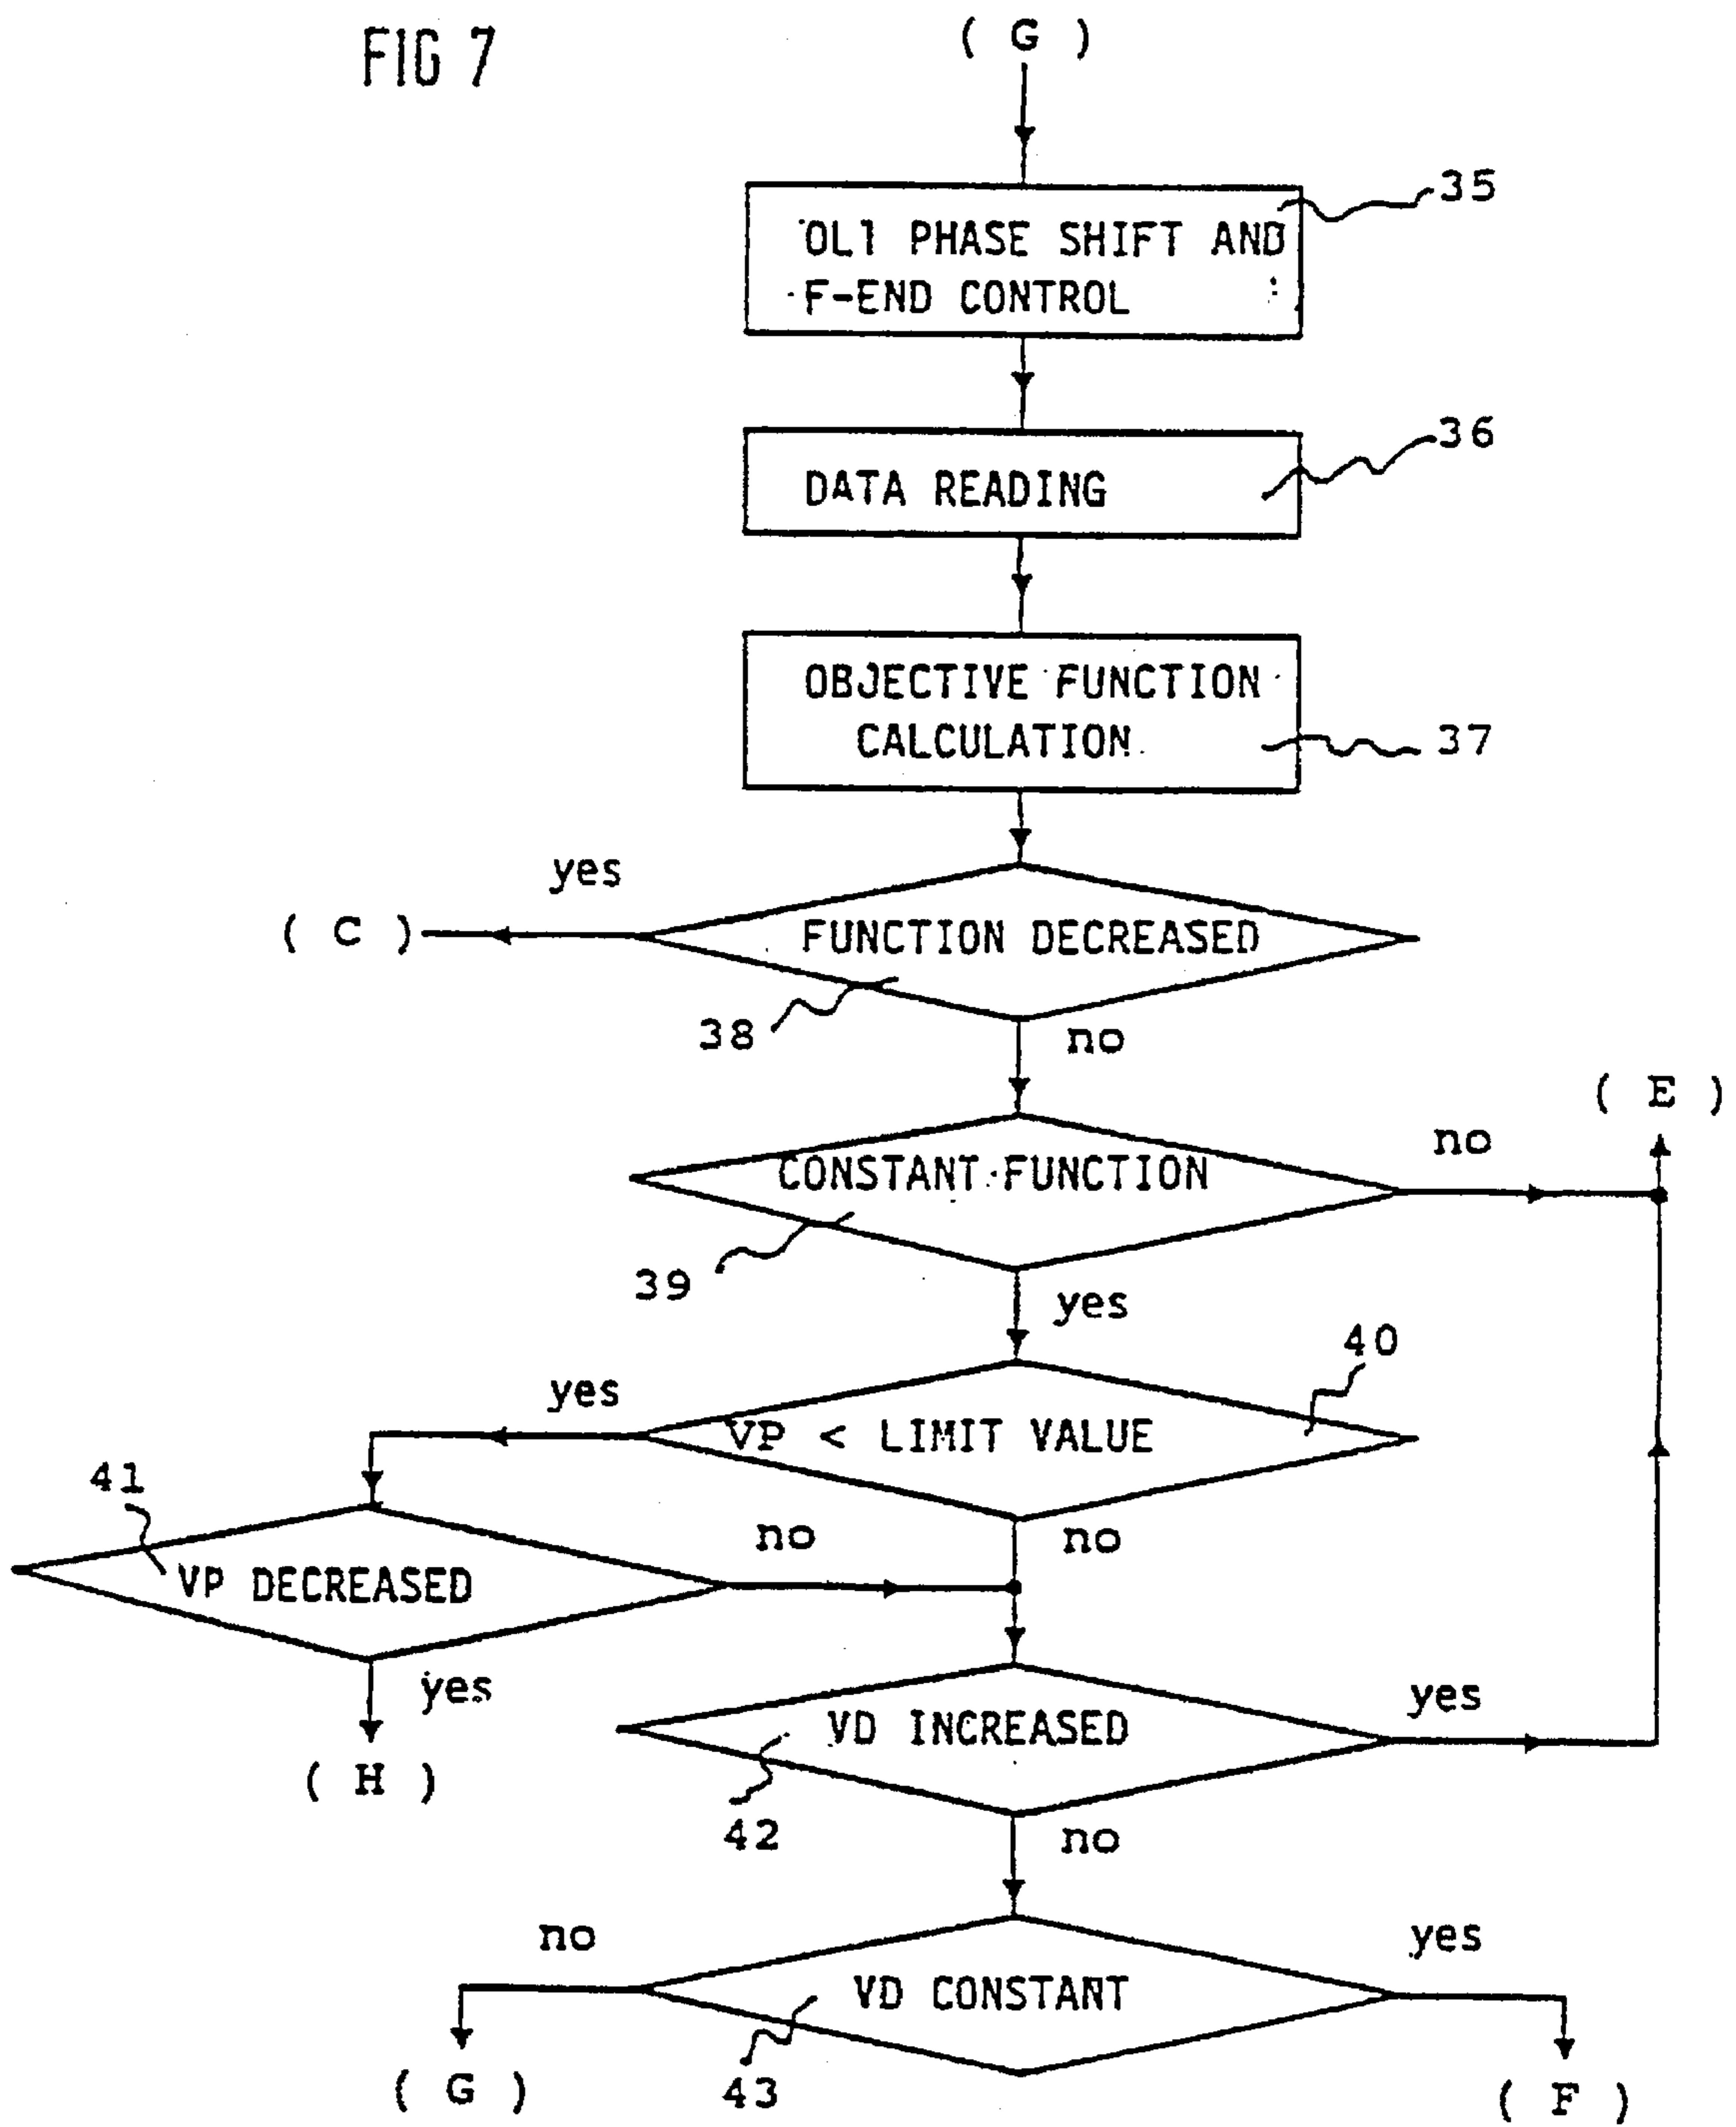 FIG 7
( G )
35
OL1 PHASE SHIFT AND
F-END CONTROL
36
DATA READING
OBJECTIVE FUNCTION
CALCULATION
37
yes
( C )
FUNCTION DECREASED
38
no
( E )
no
CONSTANT FUNCTION
39
yes
40
yes
VP < LIMIT VALUE
41
no
no
VP DECREASED
yes
yes
VD INCREASED
( H )
42
no
no
yes
VD CONSTANT
43
( G )
( F )